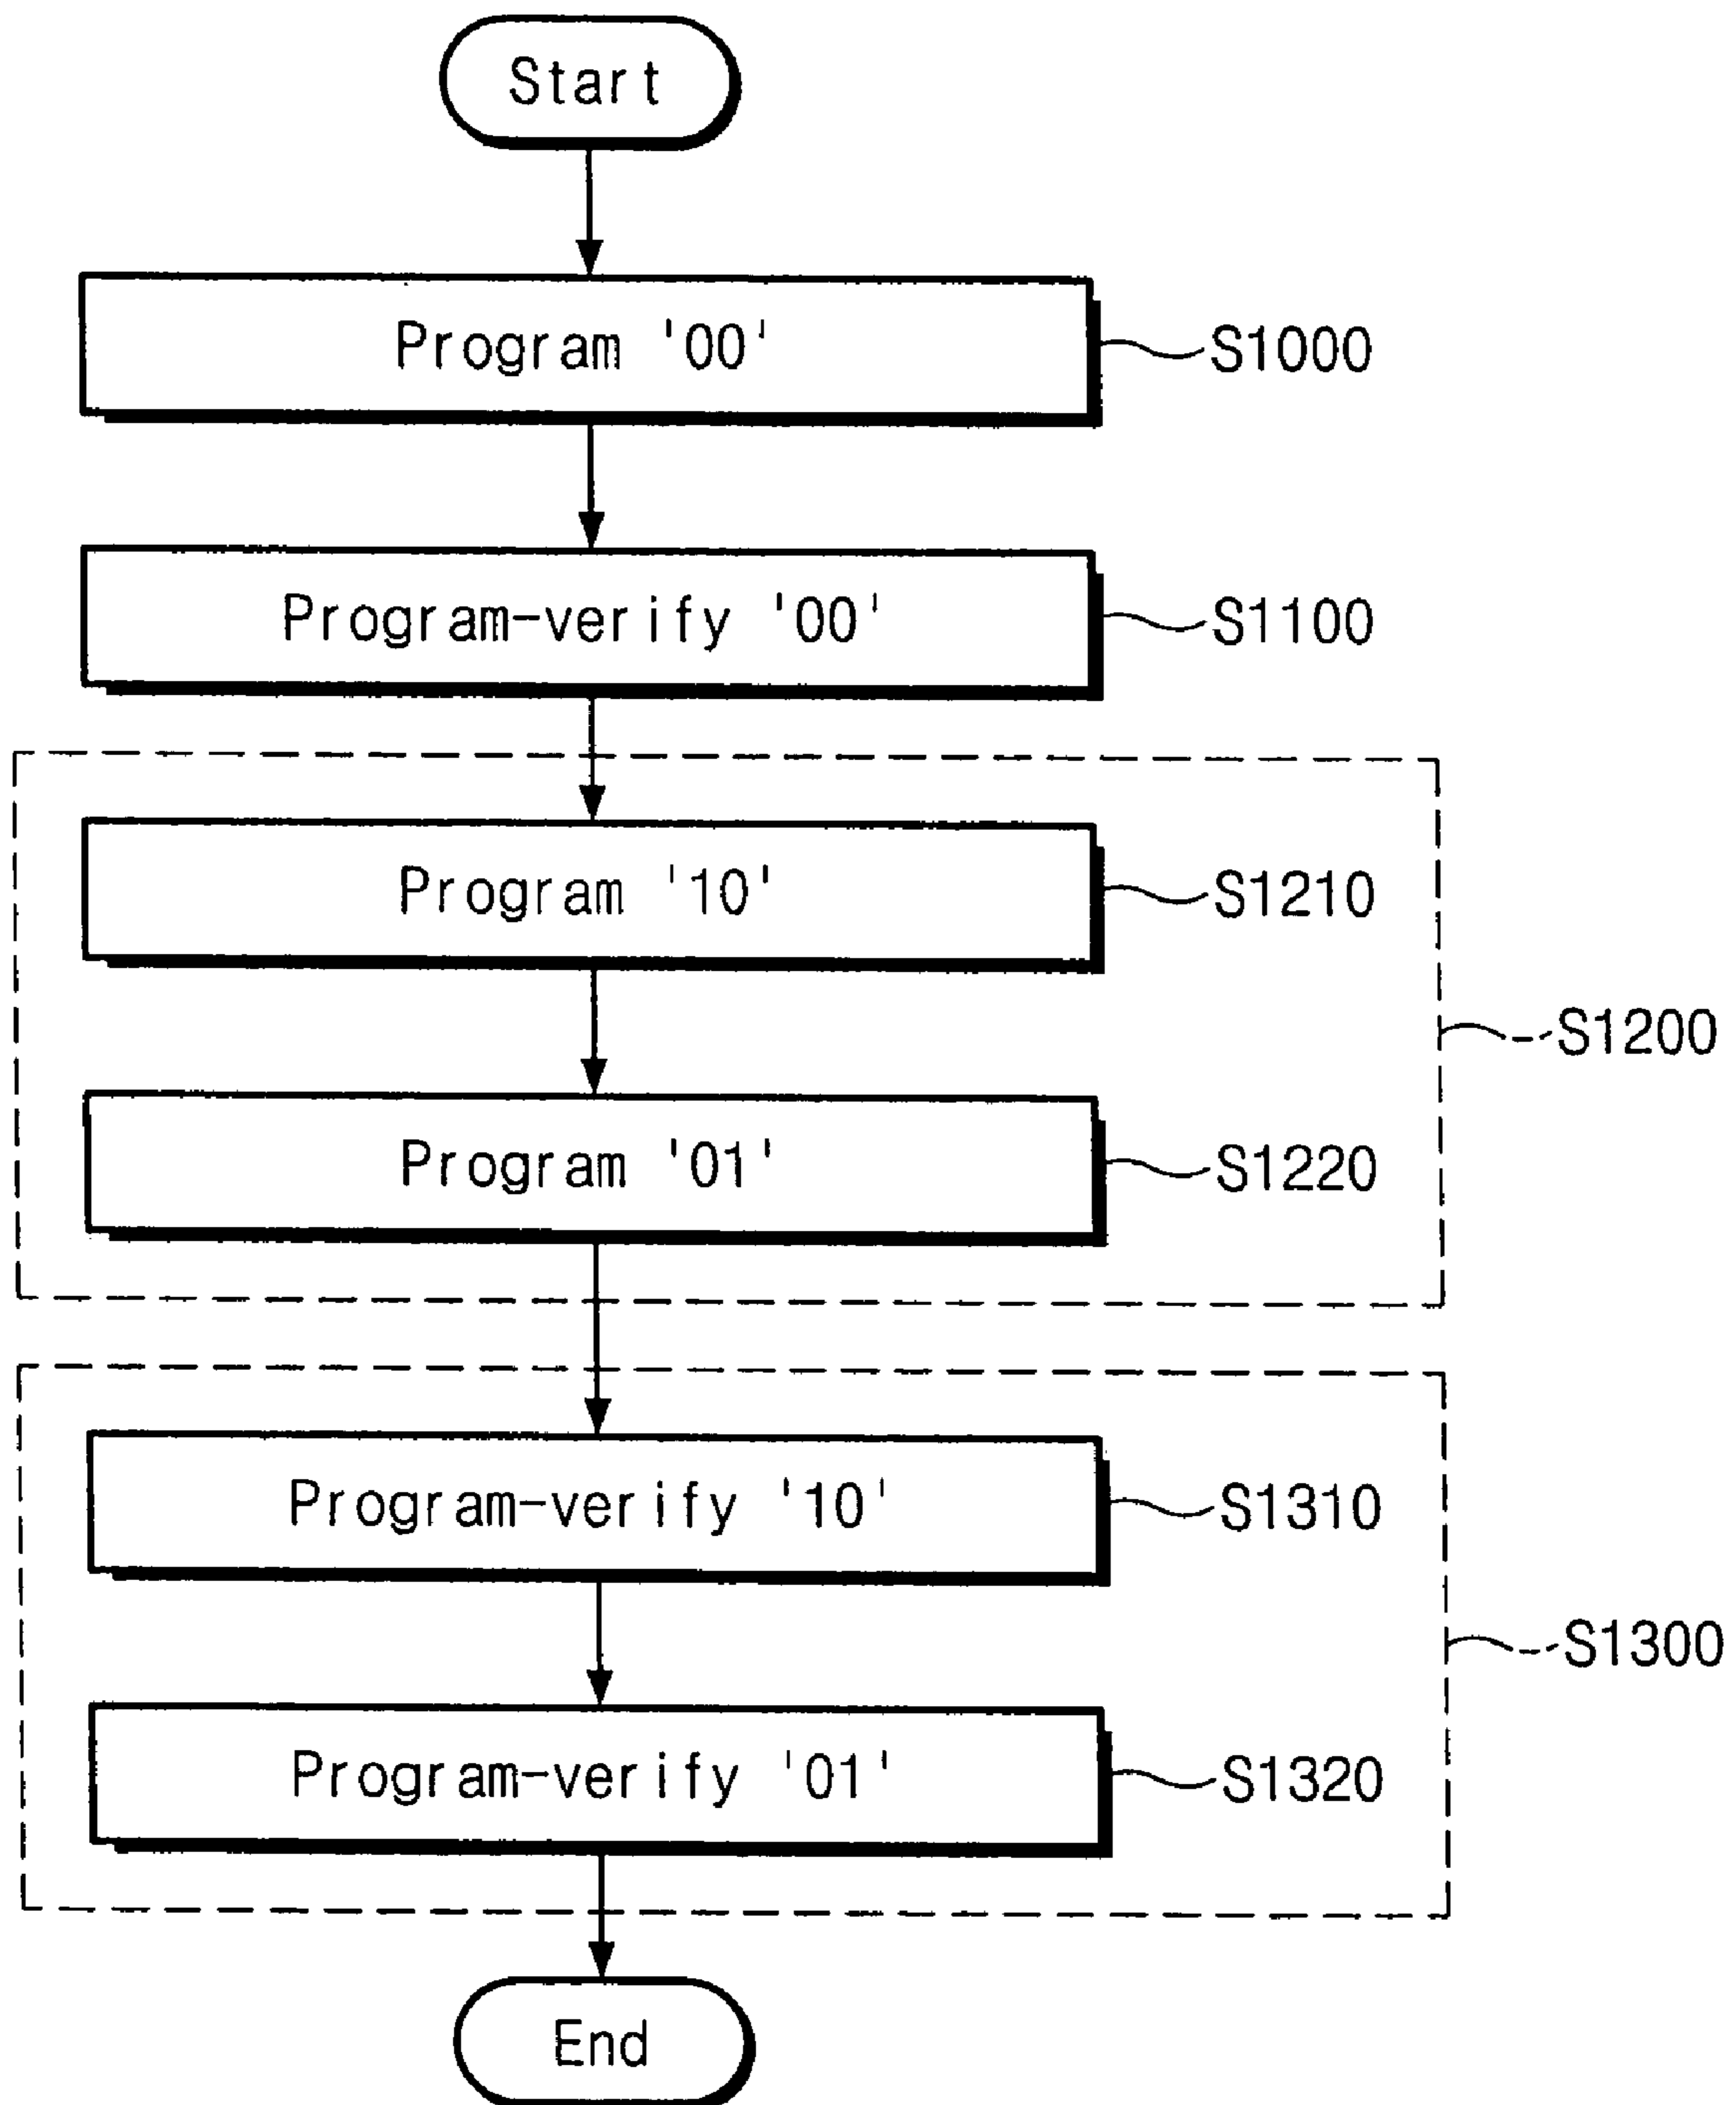 Start
Program '00'
S1000
Program-verify '00'
S1100
Program '10'
S1210
S1200
Program '01'
S1220
Program-verify '10'
S1310
S1300
Program-verify '01'
S1320
End